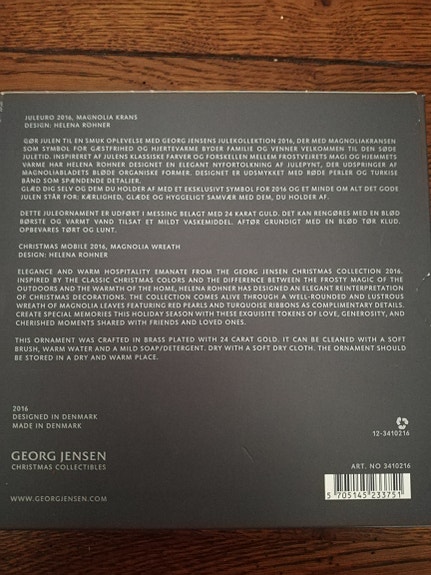 JULEURO 2016, MAGNOLIA KRANS
DESIGN: HELENA ROHNER
GØR JULEN TIL EN SMUK OPLEVELSE MED GEORG JENSENS JULEKOLLEKTION 2016, DER MED MAGNOLIAKRANSEN
SOM SYMBOL FOR GÆSTFRIHED OG HJERTEVARME BYDER FAMILIE OG VENNER VELKOMMEN TIL DEN SØDE
JULETID. INSPIRERET AF JULENS KLASSISKE FARVER OG FORSKELLEN MELLEM FROSTVEJRETS MAGI OG HJEMMETS
VARME HAR HELENA ROHNER DESIGNET EN ELEGANT NYFORTOLKNING AF JULEPYNT, DER UDSPRINGER AF
MAGNOLIABLADETS BLØDE ORGANISKE FORMER. DESIGNET ER UDSMYKKET MED RØDE PERLER OG TURKISE
BÅND SOM SPÆNDENDE DETALJER.
GLÆD DIG SELV OG DEM DU HOLDER AF MED ET EKSKLUSIVT SYMBOL FOR 2016 OG ET MINDE OM ALT DET GODE
JULEN STÅR FOR: KÆRLIGHED, GLÆDE OG HYGGELIGT SAMVÆR MED DEM, DU HOLDER AF.
DETTE JULEORNAMENT ER UDFØRT I MESSING BELAGT MED 24 KARAT GULD. DET KAN RENGØRES MED EN BLØD
BØRSTE OG VARMT VAND TILSAT ET MILDT VASKEMIDDEL. AFTØR GRUNDIGT MED EN BLØD TØR KLUD.
OPBEVARES TØRT OG LUNT.
CHRISTMAS MOBILE 2016, MAGNOLIA WREATH
DESIGN: HELENA ROHNER
ELEGANCE AND WARM HOSPITALITY EMANATE FROM THE GEORG JENSEN CHRISTMAS COLLECTION 2016.
INSPIRED BY THE CLASSIC CHRISTMAS COLORS AND THE DIFFERENCE BETWEEN THE FROSTY MAGIC OF THE
OUTDOORS AND THE WARMTH OF THE HOME, HELENA ROHNER HAS DESIGNED AN ELEGANT REINTERPRETATION
OF CHRISTMAS DECORATIONS. THE COLLECTION COMES ALIVE THROUGH A WELL-ROUNDED AND LUSTROUS
WREATH OF MAGNOLIA LEAVES FEATURING RED PEARLS AND TURQUOISE RIBBONS AS COMPLIMENTARY DETAILS.
CREATE SPECIAL MEMORIES THIS HOLIDAY SEASON WITH THESE EXQUISITE TOKENS OF LOVE, GENEROSITY, AND
CHERISHED MOMENTS SHARED WITH FRIENDS AND LOVED ONES.
THIS ORNAMENT WAS CRAFTED IN BRASS PLATED WITH 24 CARAT GOLD. IT CAN BE CLEANED WITH A SOFT
BRUSH, WARM WATER AND A MILD SOAP/DETERGENT. DRY WITH A SOFT DRY CLOTH. THE ORNAMENT SHOULD
BE STORED IN A DRY AND WARM PLACE.
2016
DESIGNED IN DENMARK
MADE IN DENMARK
12-3410216
GEORG JENSEN
CHRISTMAS COLLECTIBLES
ART. NO 3410216
WWW.GEORGJENSEN.COM
5 705145 233751